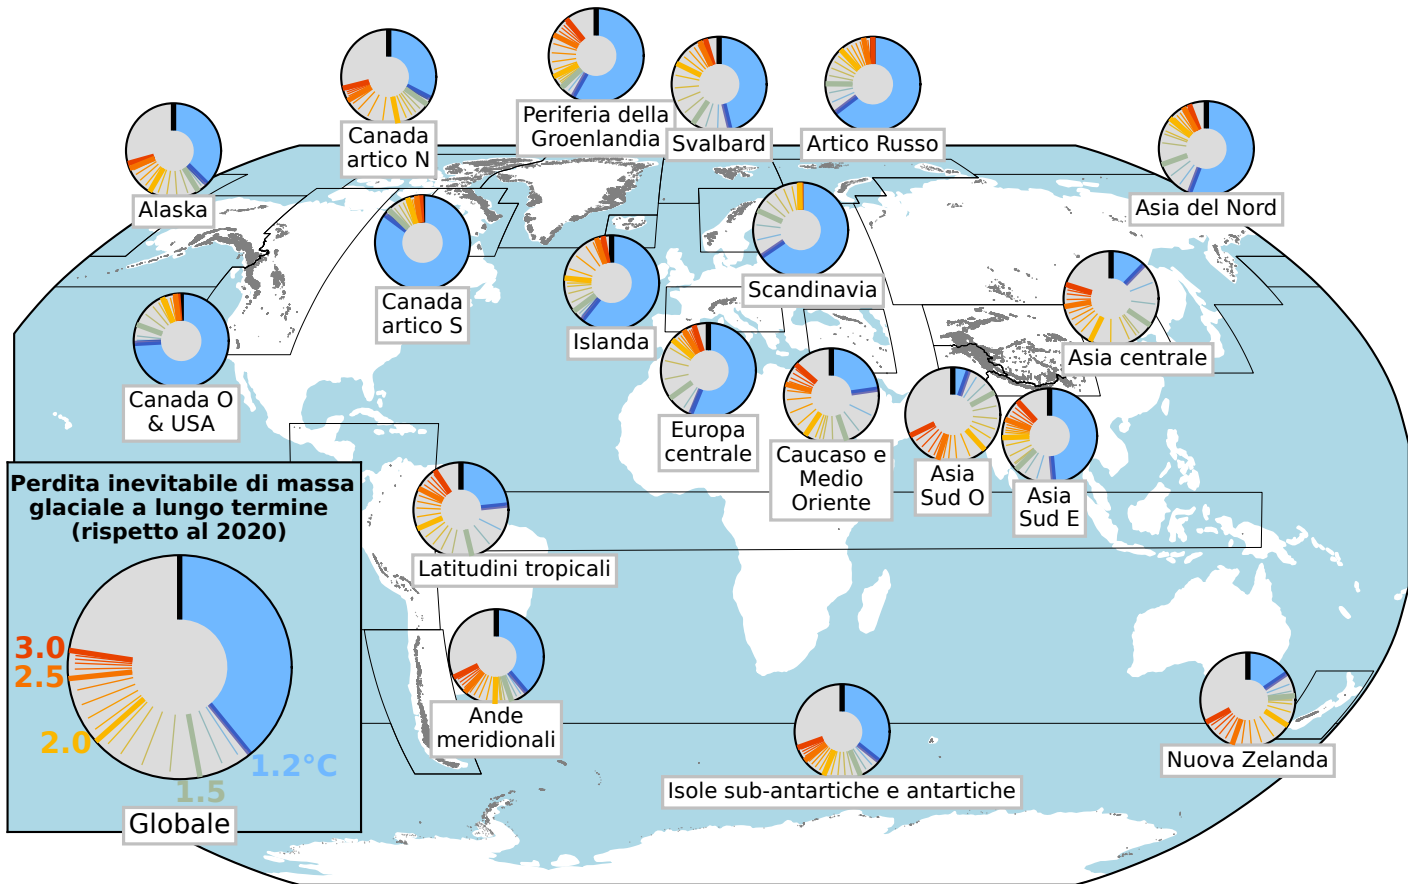 Periferia della
Groenlandia
Canada
artico N
Svalbard
Artico Russo
Alaska
Asia del Nord
Canada
artico S
Scandinavia
Islanda
Asia centrale
Canada O
& USA
Europa
centrale
Caucaso e
Medio
Oriente
Asia
Sud O
Asia
Sud E
Perdita inevitabile di massa
glaciale a lungo termine
(rispetto al 2020)
3.0
2.5
2.0
1.5
1.2°C
Globale
Latitudini tropicali
Ande
meridionali
Isole sub-antartiche e antartiche
Nuova Zelanda